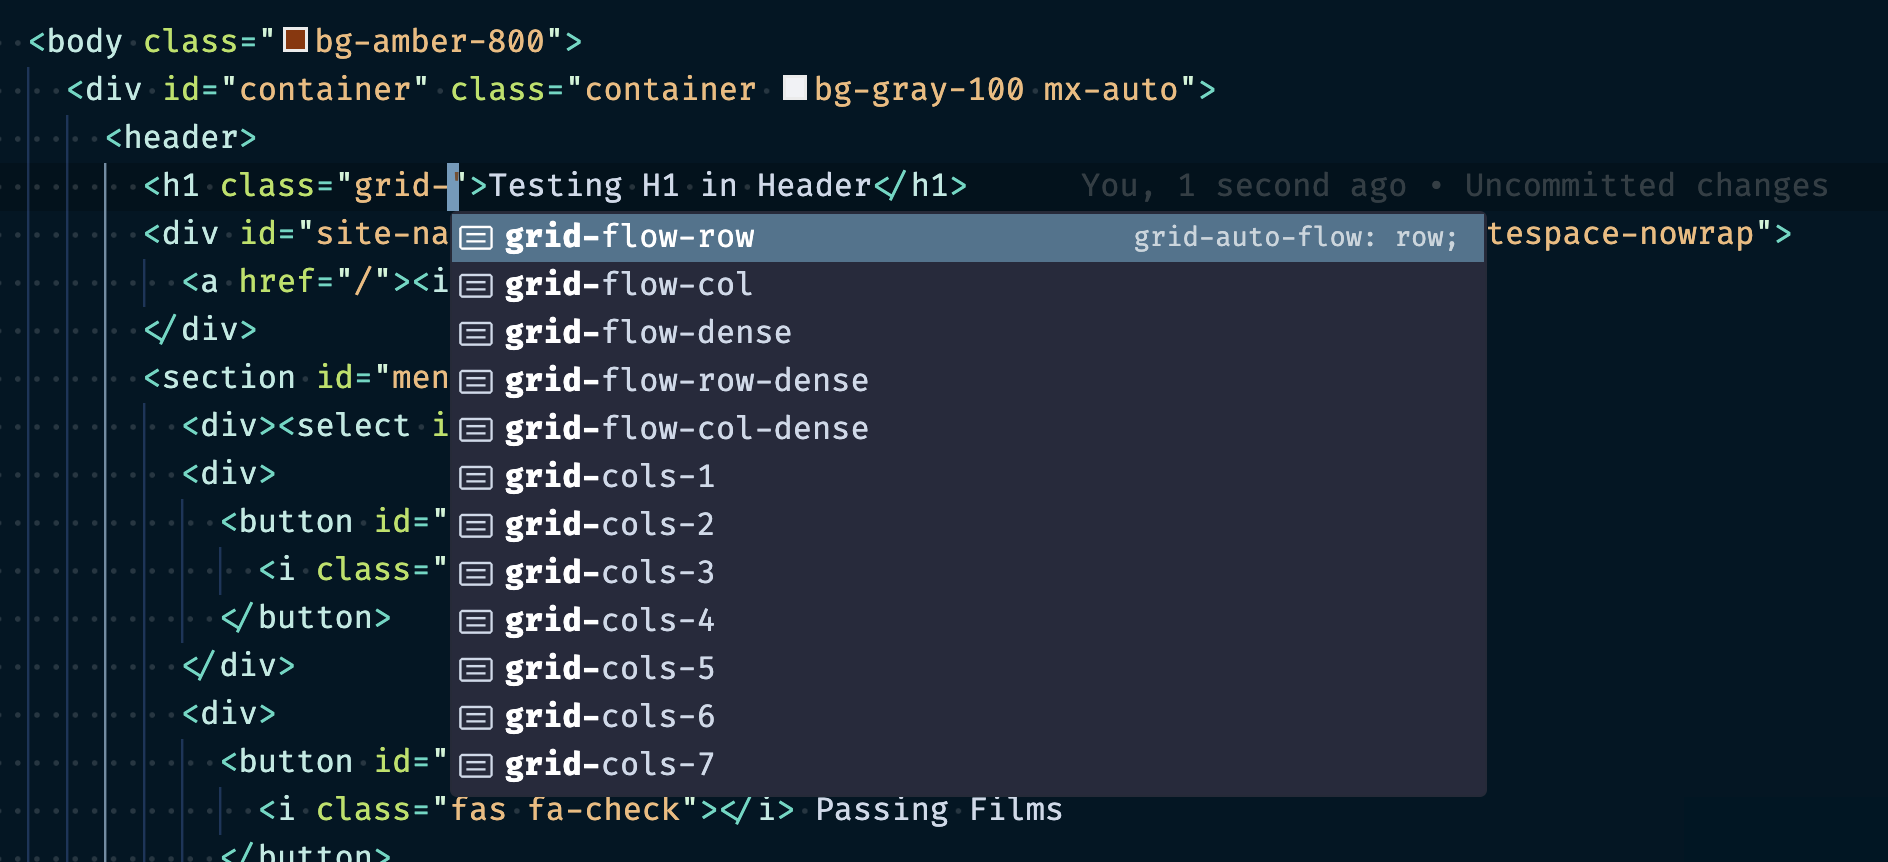 <body class="bg-amber-800">
<div id="container" class="container bg-gray-100 mx-auto">
<header>
<h1 class="grid-">Testing H1 in Header</h1> You, 1 second ago • Uncommitted changes
<div id="site-na tespace-nowrap">
grid-flow-row grid-auto-flow: row;
<a href="/"><i
grid-flow-col
</div>
grid-flow-dense
<section id="men
grid-flow-row-dense
<div><select i
grid-flow-col-dense
<div>
grid-cols-1
<button id="
grid-cols-2
<i class="
grid-cols-3
</button>
grid-cols-4
</div>
grid-cols-5
<div>
grid-cols-6
<button id="
grid-cols-7
<i class="fas fa-check"></i> Passing Films
</button>